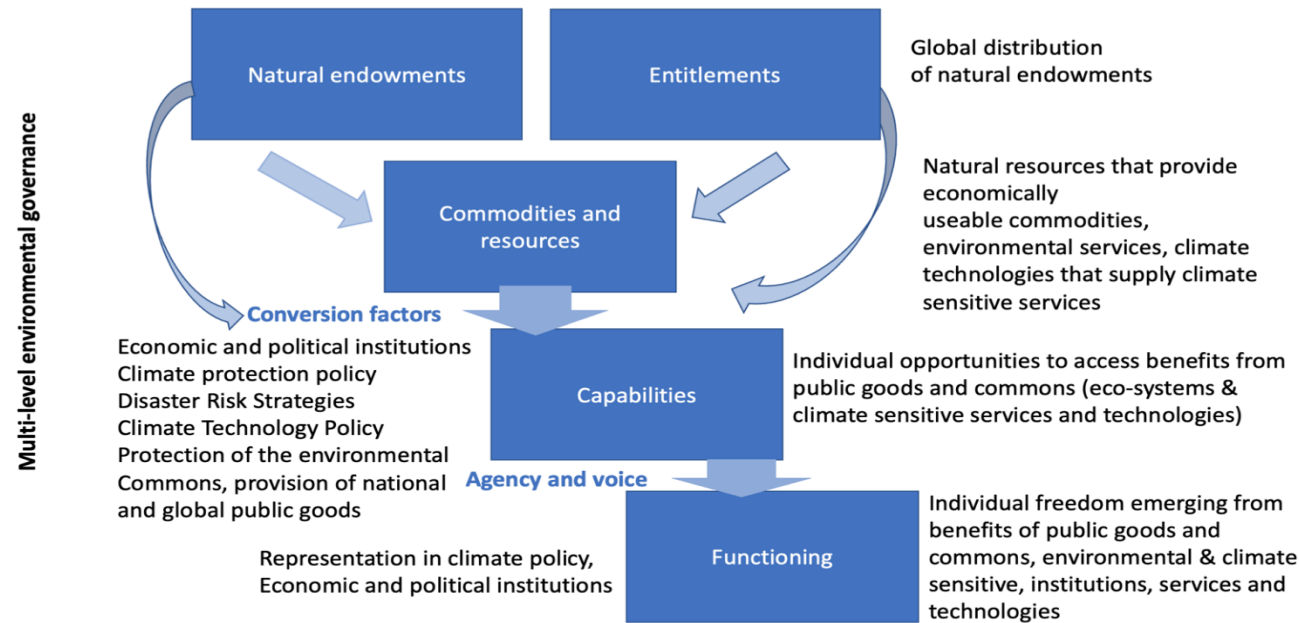 Multi-level environmental governance
Natural endowments
Entitlements
Global distribution
of natural endowments
Commodities and
resources
Natural resources that provide
economically
useable commodities,
environmental services, climate
technologies that supply climate
sensitive services
Conversion factors
Economic and political institutions
Climate protection policy
Disaster Risk Strategies
Climate Technology Policy
Protection of the environmental
Commons, provision of national
and global public goods
Capabilities
Individual opportunities to access benefits from
public goods and commons (eco-systems &
climate sensitive services and technologies)
Agency and voice
Representation in climate policy,
Economic and political institutions
Functioning
Individual freedom emerging from
benefits of public goods and
commons, environmental & climate
sensitive, institutions, services and
technologies